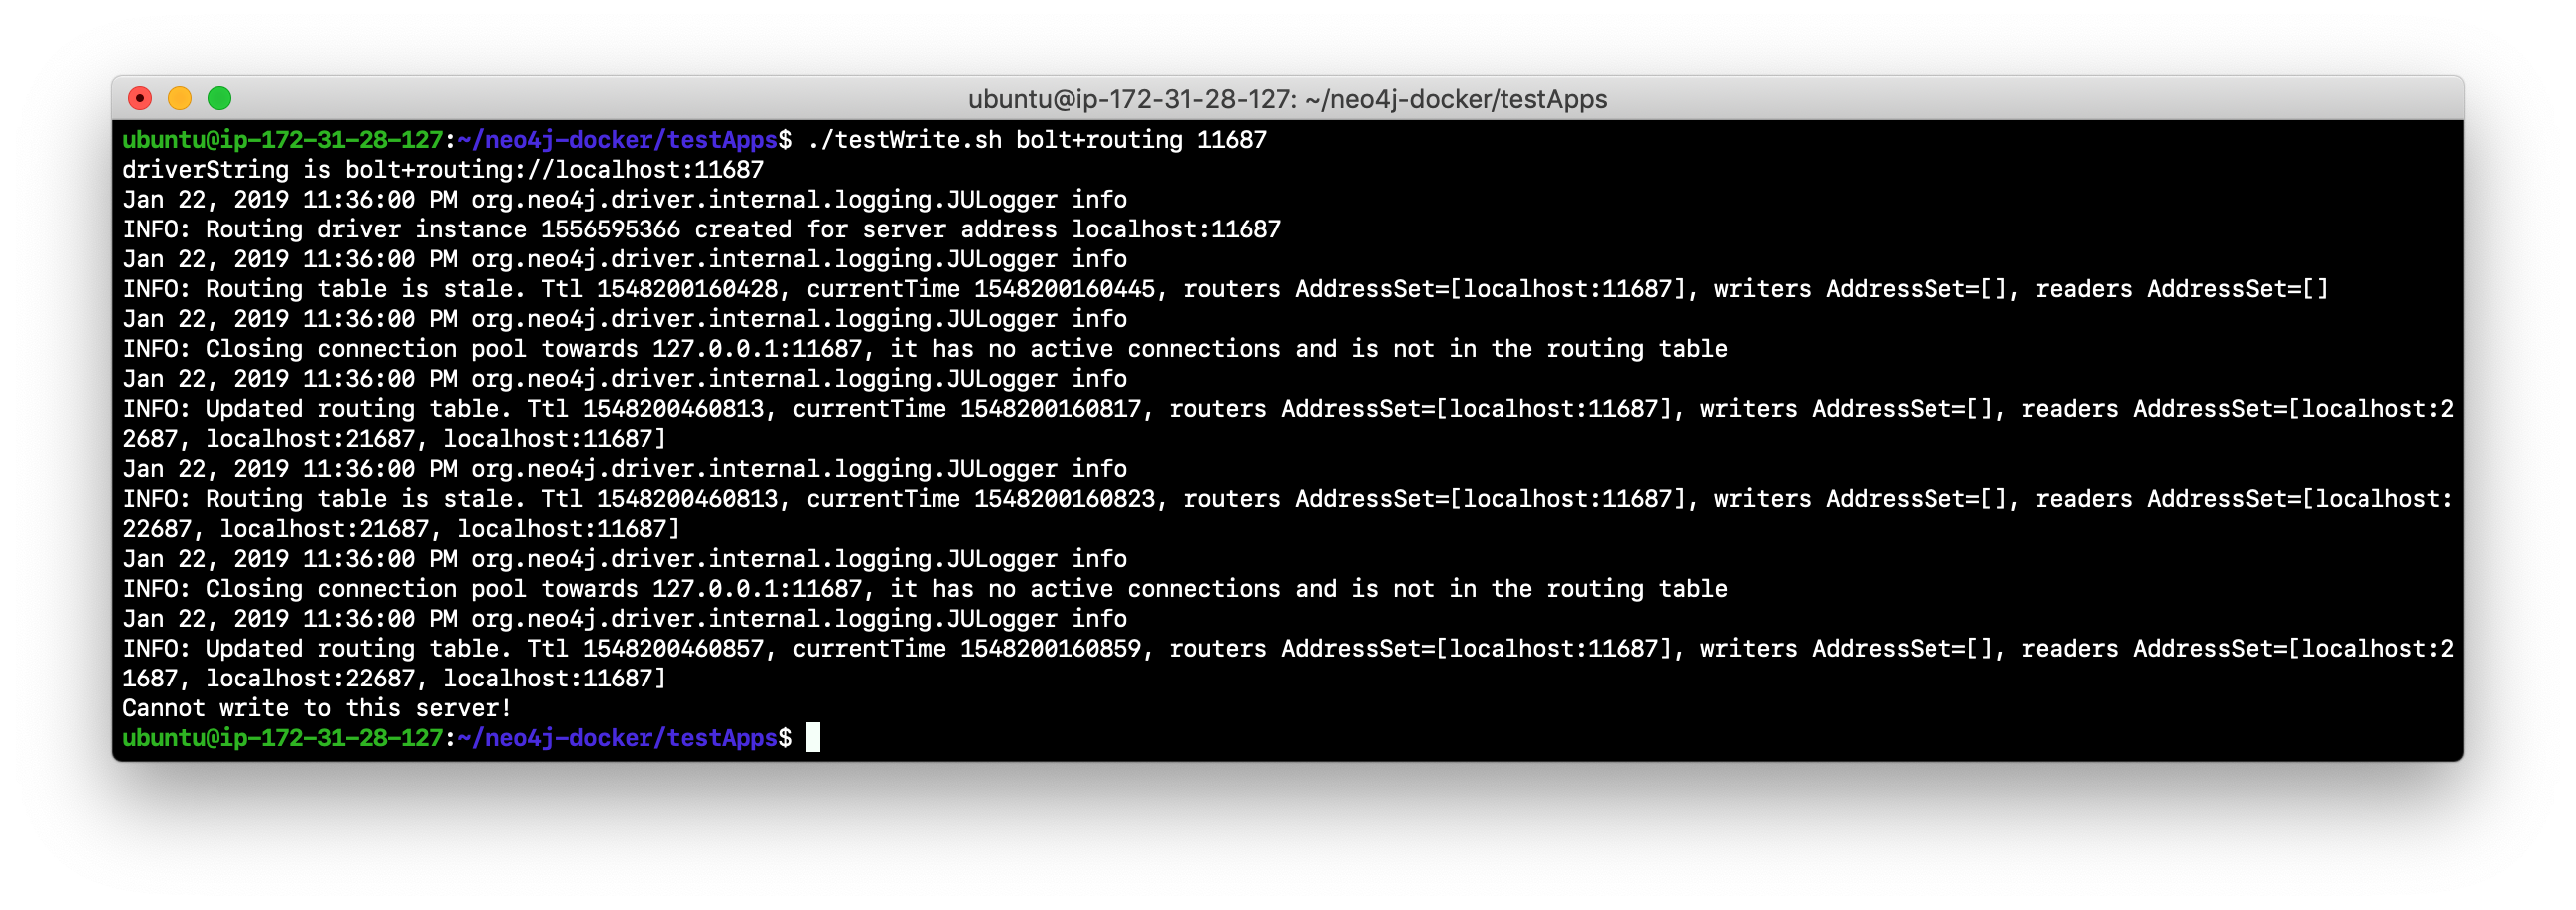 ubuntu@ip-172-31-28-127: ~/neo4j-docker/testApps
ubuntu@ip-172-31-28-127:~/neo4j-docker/testApps$ ./testWrite.sh bolt+routing 11687
driverString is bolt+routing://localhost:11687
Jan 22, 2019 11:36:00 PM org.neo4j.driver.internal.logging.JULogger info
INFO: Routing driver instance 1556595366 created for server address localhost:11687
Jan 22, 2019 11:36:00 PM org.neo4j.driver.internal.logging.JULogger info
INFO: Routing table is stale. Ttl 1548200160428, currentTime 1548200160445, routers AddressSet=[localhost:11687], writers AddressSet=[], readers AddressSet=[]
Jan 22, 2019 11:36:00 PM org.neo4j.driver.internal.logging.JULogger info
INFO: Closing connection pool towards 127.0.0.1:11687, it has no active connections and is not in the routing table
Jan 22, 2019 11:36:00 PM org.neo4j.driver.internal.logging.JULogger info
INFO: Updated routing table. Ttl 1548200460813, currentTime 1548200160817, routers AddressSet=[localhost:11687], writers AddressSet=[], readers AddressSet=[localhost:2
2687, localhost:21687, localhost:11687]
Jan 22, 2019 11:36:00 PM org.neo4j.driver.internal.logging.JULogger info
INFO: Routing table is stale. Ttl 1548200460813, currentTime 1548200160823, routers AddressSet=[localhost:11687], writers AddressSet=[], readers AddressSet=[localhost:
22687, localhost:21687, localhost:11687]
Jan 22, 2019 11:36:00 PM org.neo4j.driver.internal.logging.JULogger info
INFO: Closing connection pool towards 127.0.0.1:11687, it has no active connections and is not in the routing table
Jan 22, 2019 11:36:00 PM org.neo4j.driver.internal.logging.JULogger info
INFO: Updated routing table. Ttl 1548200460857, currentTime 1548200160859, routers AddressSet=[localhost:11687], writers AddressSet=[], readers AddressSet=[localhost:2
1687, localhost:22687, localhost:11687]
Cannot write to this server!
ubuntu@ip-172-31-28-127:~/neo4j-docker/testApps$